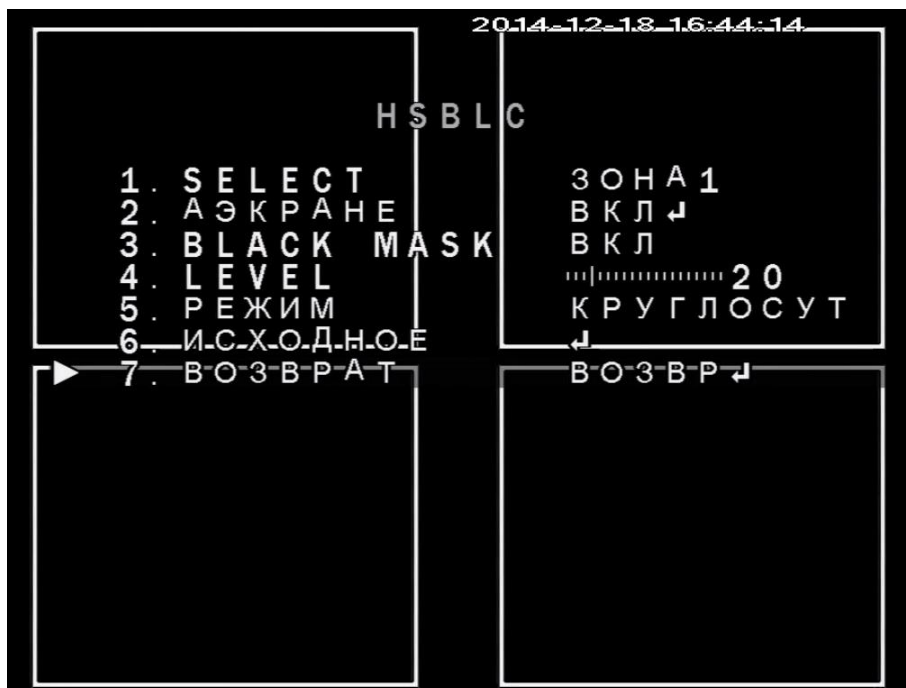 2014-12-18 16:44:14
HSBLC
1. SELECT ЗОНА1
2. АЭКРАНЕ ВКЛ↲
3. BLACK MASK ВКЛ
4. LEVEL 20
5. РЕЖИМ КРУГЛОСУТ
6. ИСХОДНОЕ ↲
7. ВОЗВРАТ ВОЗВР↲